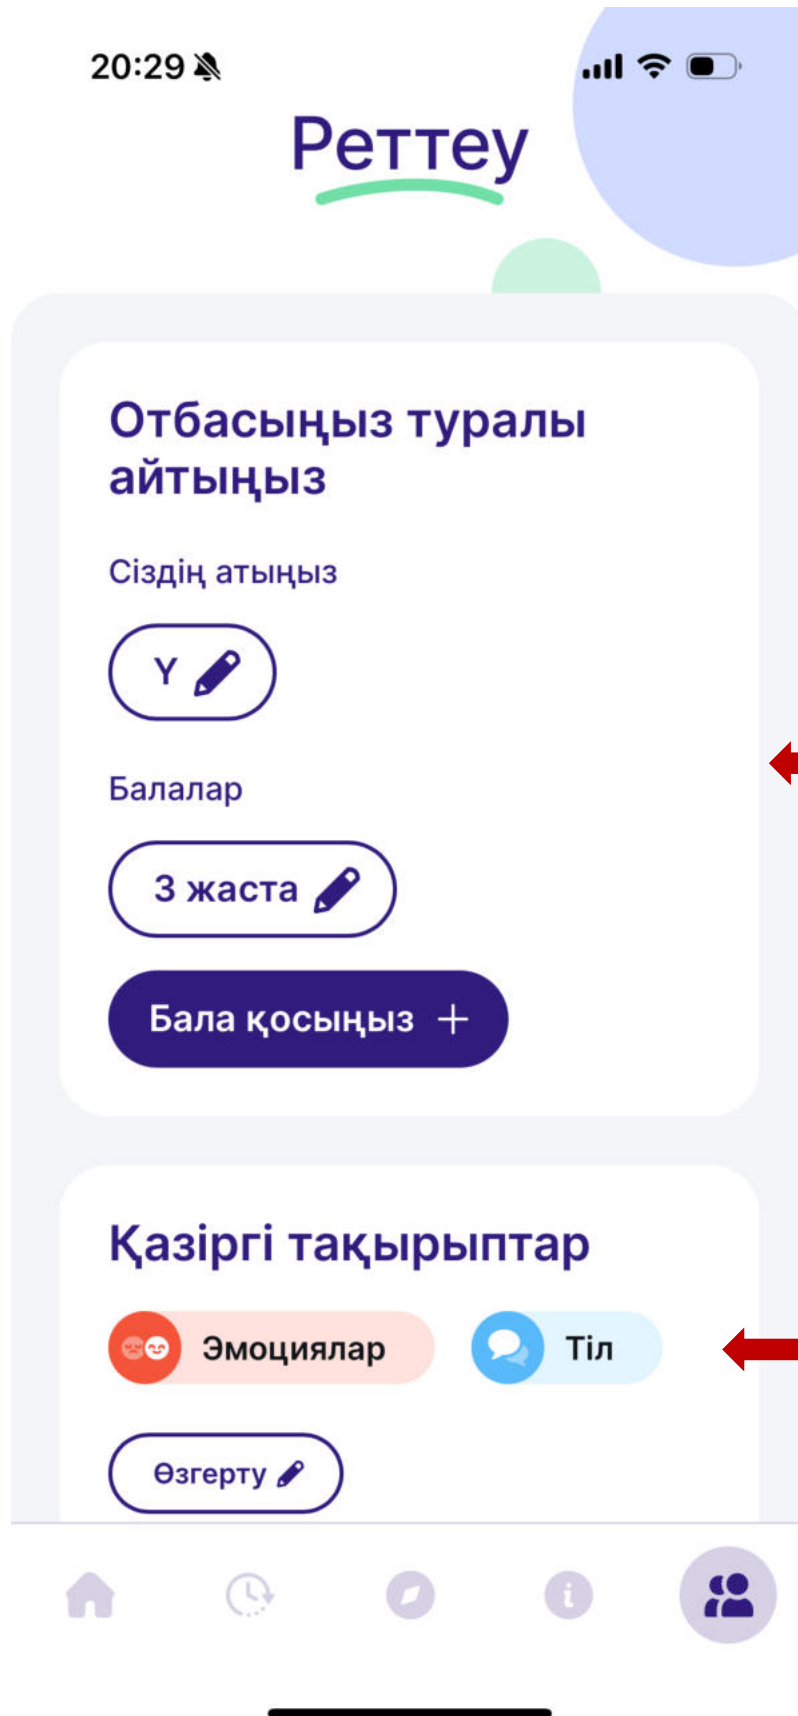 20:29
Реттеу
Отбасыңыз туралы
айтыңыз
Сіздің атыңыз
Y
Балалар
3 жаста
Бала қосыңыз +
Қазіргі тақырыптар
Эмоциялар
Тіл
Өзгерту